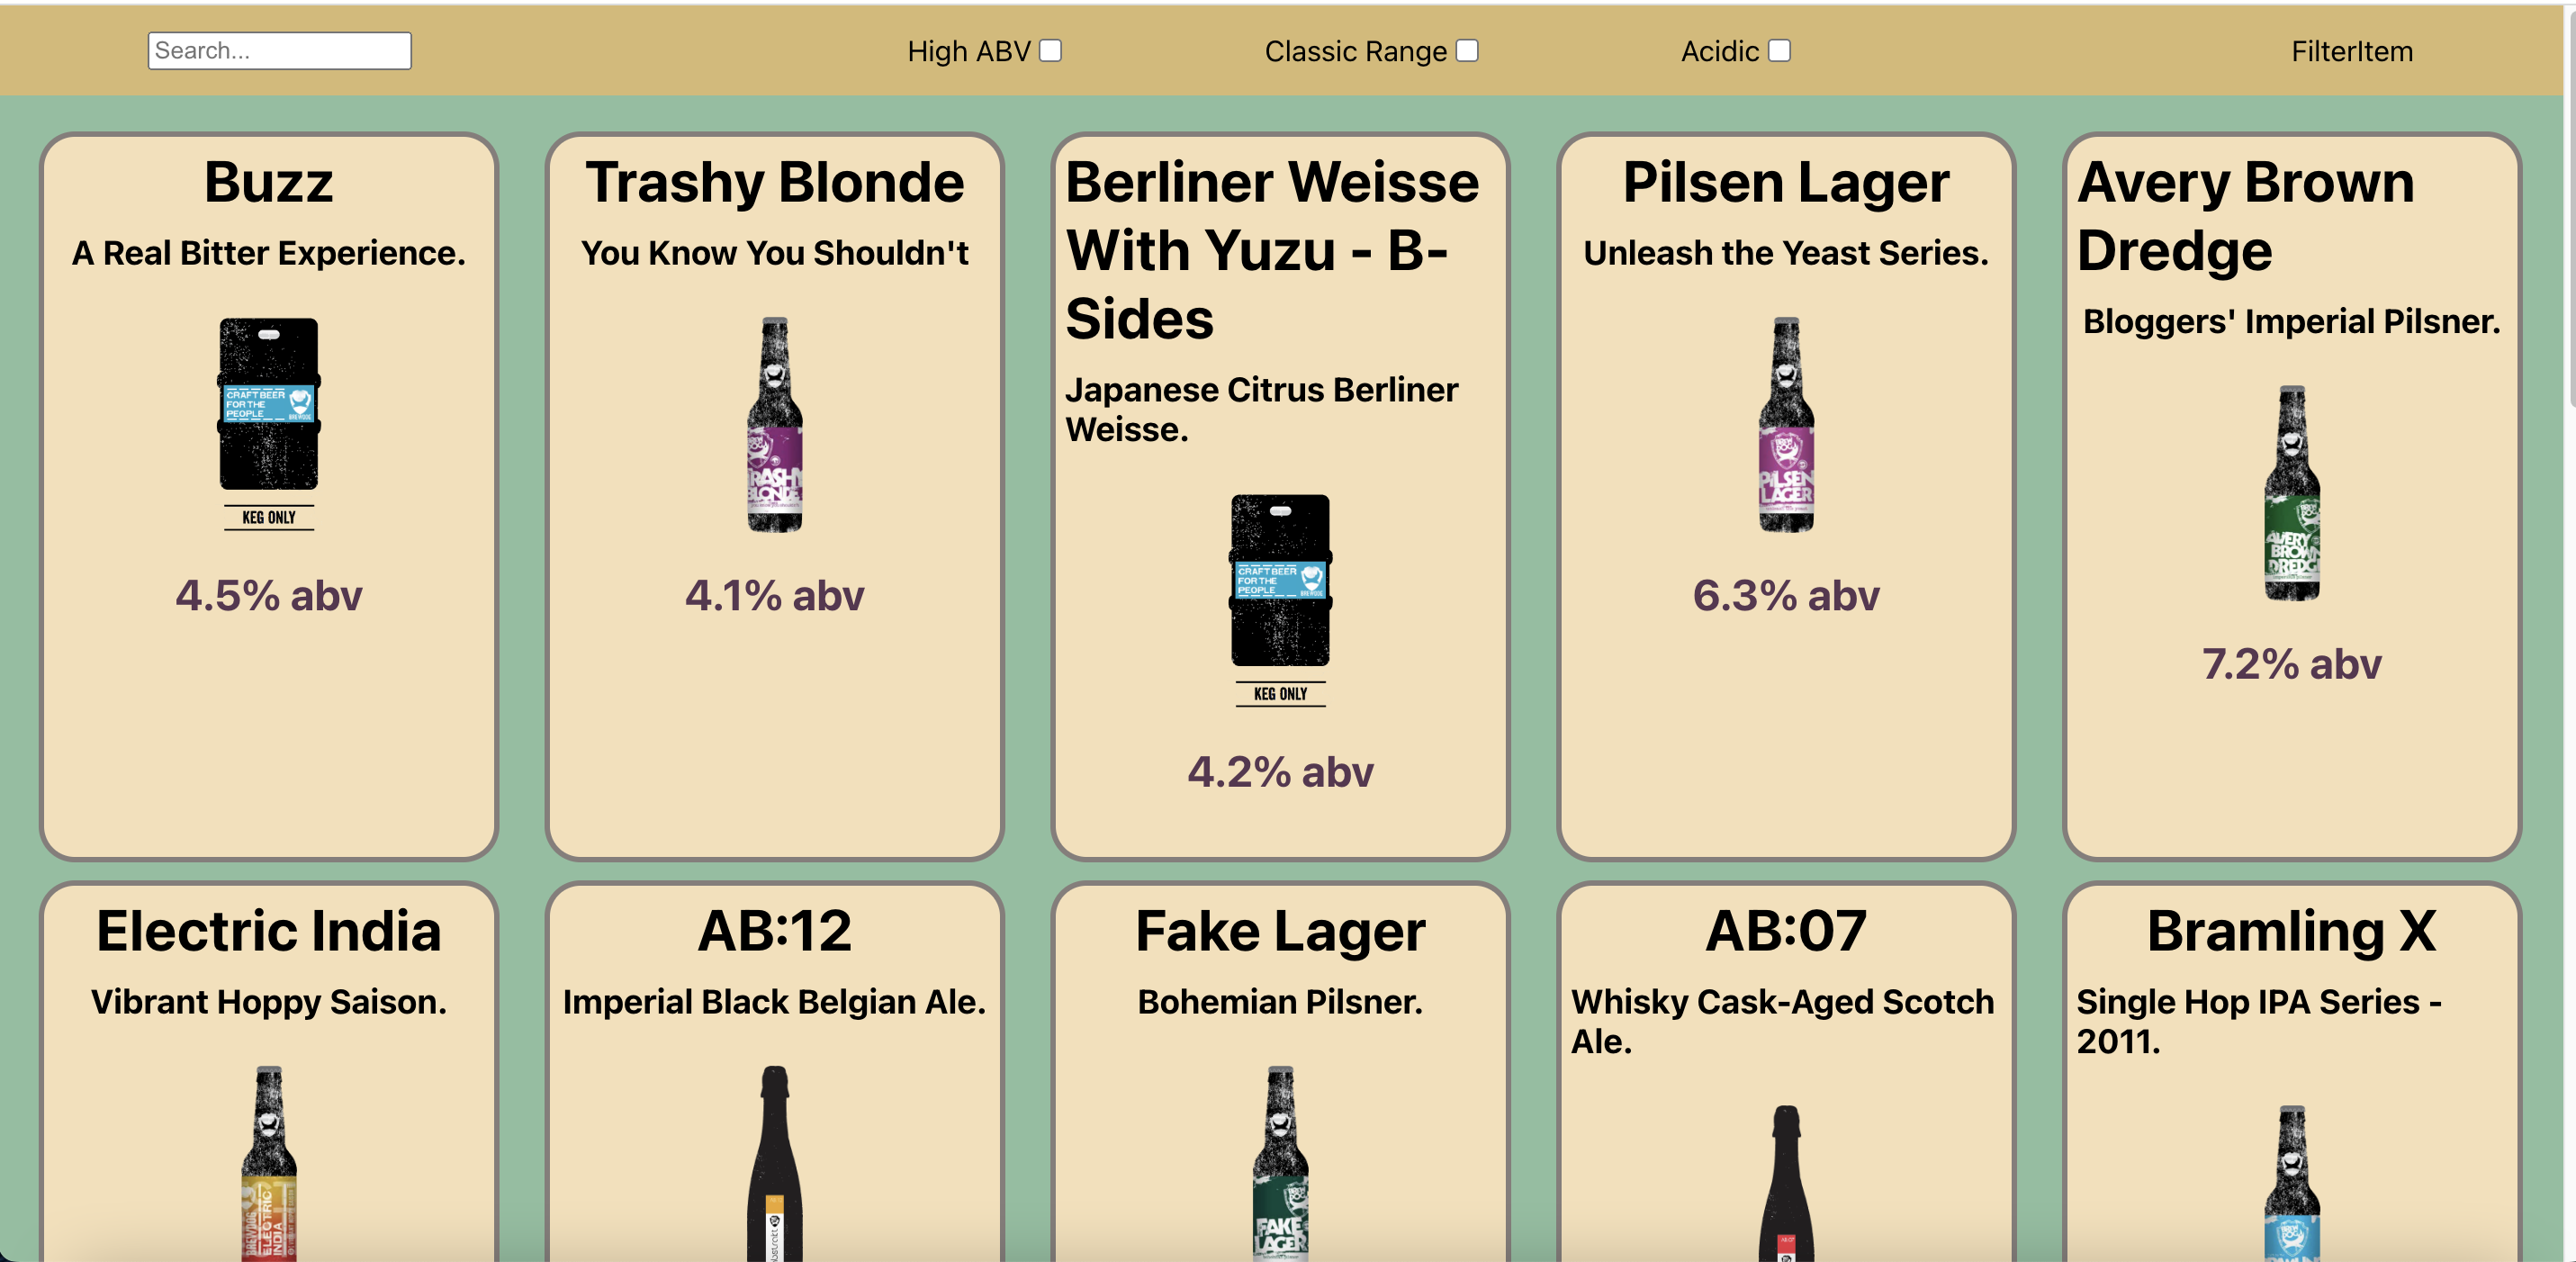 Search...
High ABV
Classic Range
Acidic
FilterItem
Buzz
A Real Bitter Experience.
CRAFT BEER
FOR THE
PEOPLE
KEG ONLY
4.5% abv
Trashy Blonde
You Know You Shouldn't
TRASHY
BLONDE
4.1% abv
Berliner Weisse
With Yuzu - B-
Sides
Japanese Citrus Berliner
Weisse.
CRAFT BEER
FOR THE
PEOPLE
KEG ONLY
4.2% abv
Pilsen Lager
Unleash the Yeast Series.
PILSEN
LAGER
6.3% abv
Avery Brown
Dredge
Bloggers' Imperial Pilsner.
AVERY
BROWN
DREDGE
7.2% abv
Electric India
Vibrant Hoppy Saison.
BREWDOG
ELECTRIC
INDIA
AB:12
Imperial Black Belgian Ale.
Fake Lager
Bohemian Pilsner.
FAKE
LAGER
AB:07
Whisky Cask-Aged Scotch
Ale.
Bramling X
Single Hop IPA Series -
2011.